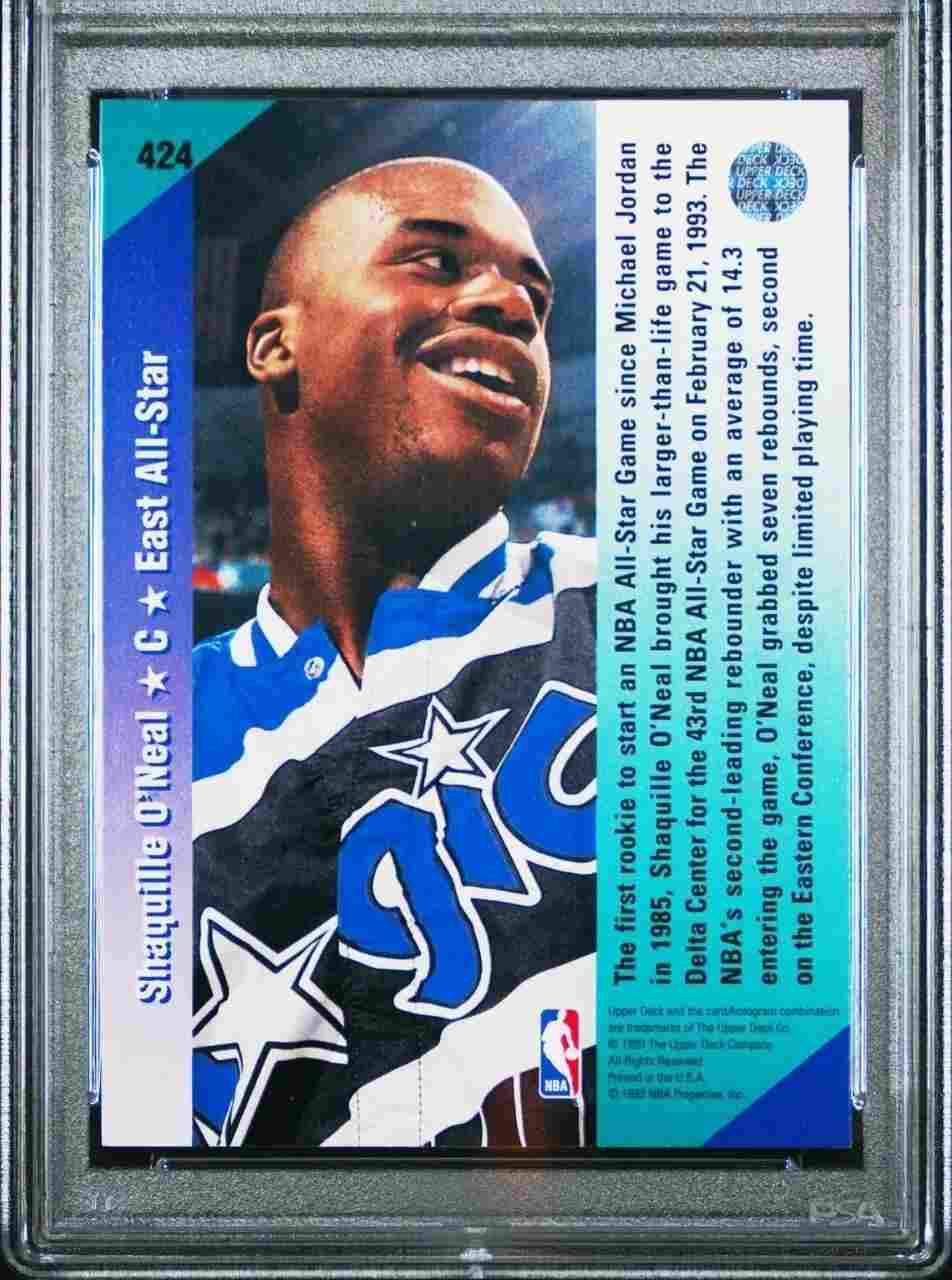 424
Shaquille O'Neal ★ C ★ East All-Star
The first rookie to start an NBA All-Star Game since Michael Jordan
in 1985, Shaquille O'Neal brought his larger-than-life game to the
Delta Center for the 43rd NBA All-Star Game on February 21, 1993. The
NBA's second-leading rebounder with an average of 14.3
entering the game, O'Neal grabbed seven rebounds, second
on the Eastern Conference, despite limited playing time.
UPPER DECK
UPPER DECK
gic
NBA
Upper Deck and the card/hologram combination
are trademarks of The Upper Deck Co.
© 1993 The Upper Deck Company
All Rights Reserved.
Printed in the U.S.A.
© NBA Properties, Inc.
PSA